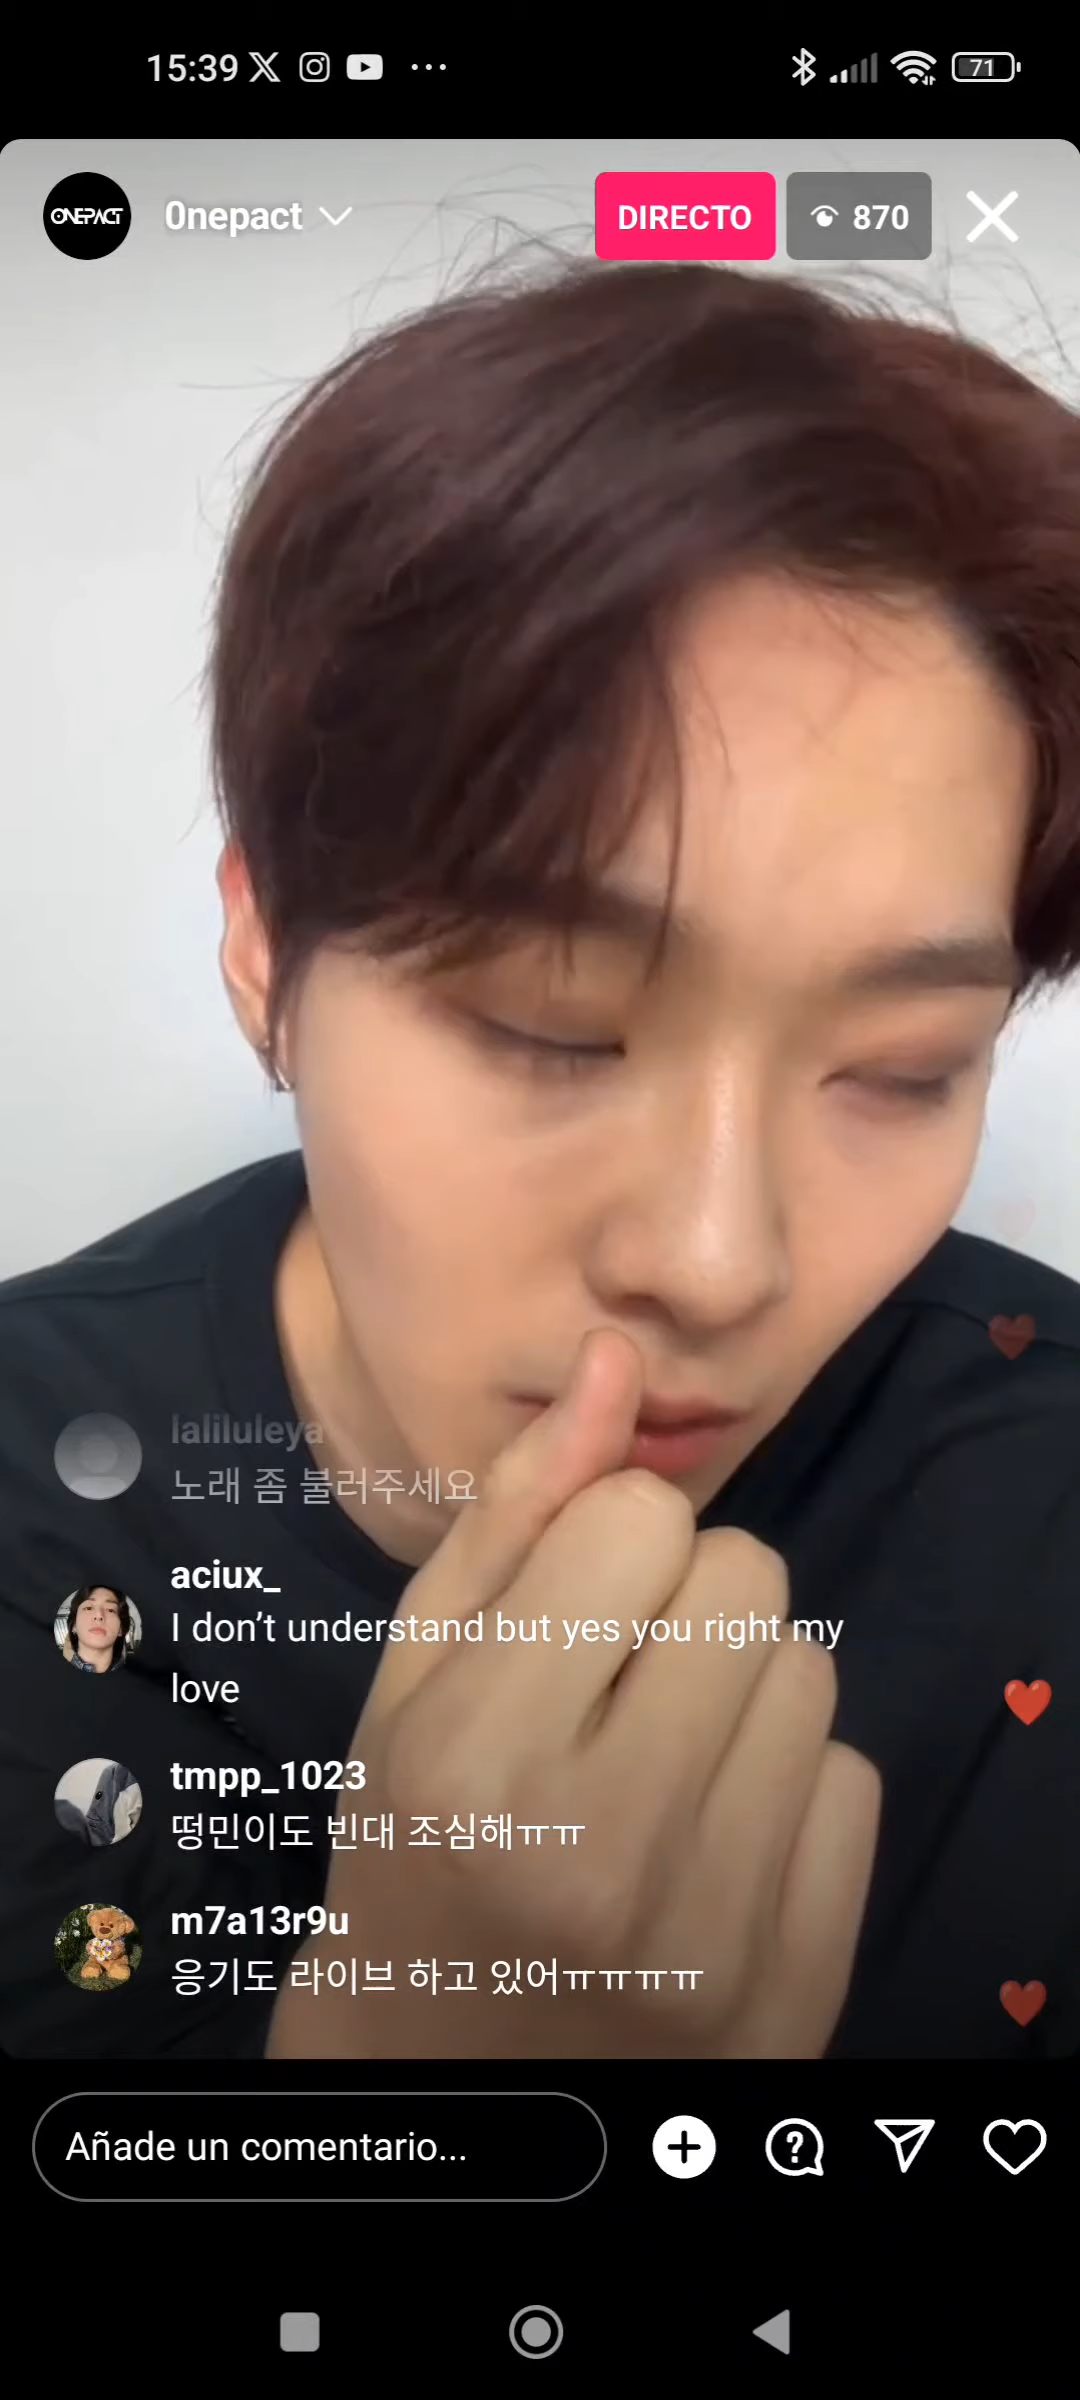 15:39
71
ONEPACT
0nepact
DIRECTO
870
laliluleya
노래 좀 불러주세요
aciux_
I don't understand but yes you right my
love
tmpp_1023
떵민이도 빈대 조심해ㅠㅠ
m7a13r9u
응기도 라이브 하고 있어ㅠㅠㅠㅠ
Añade un comentario...